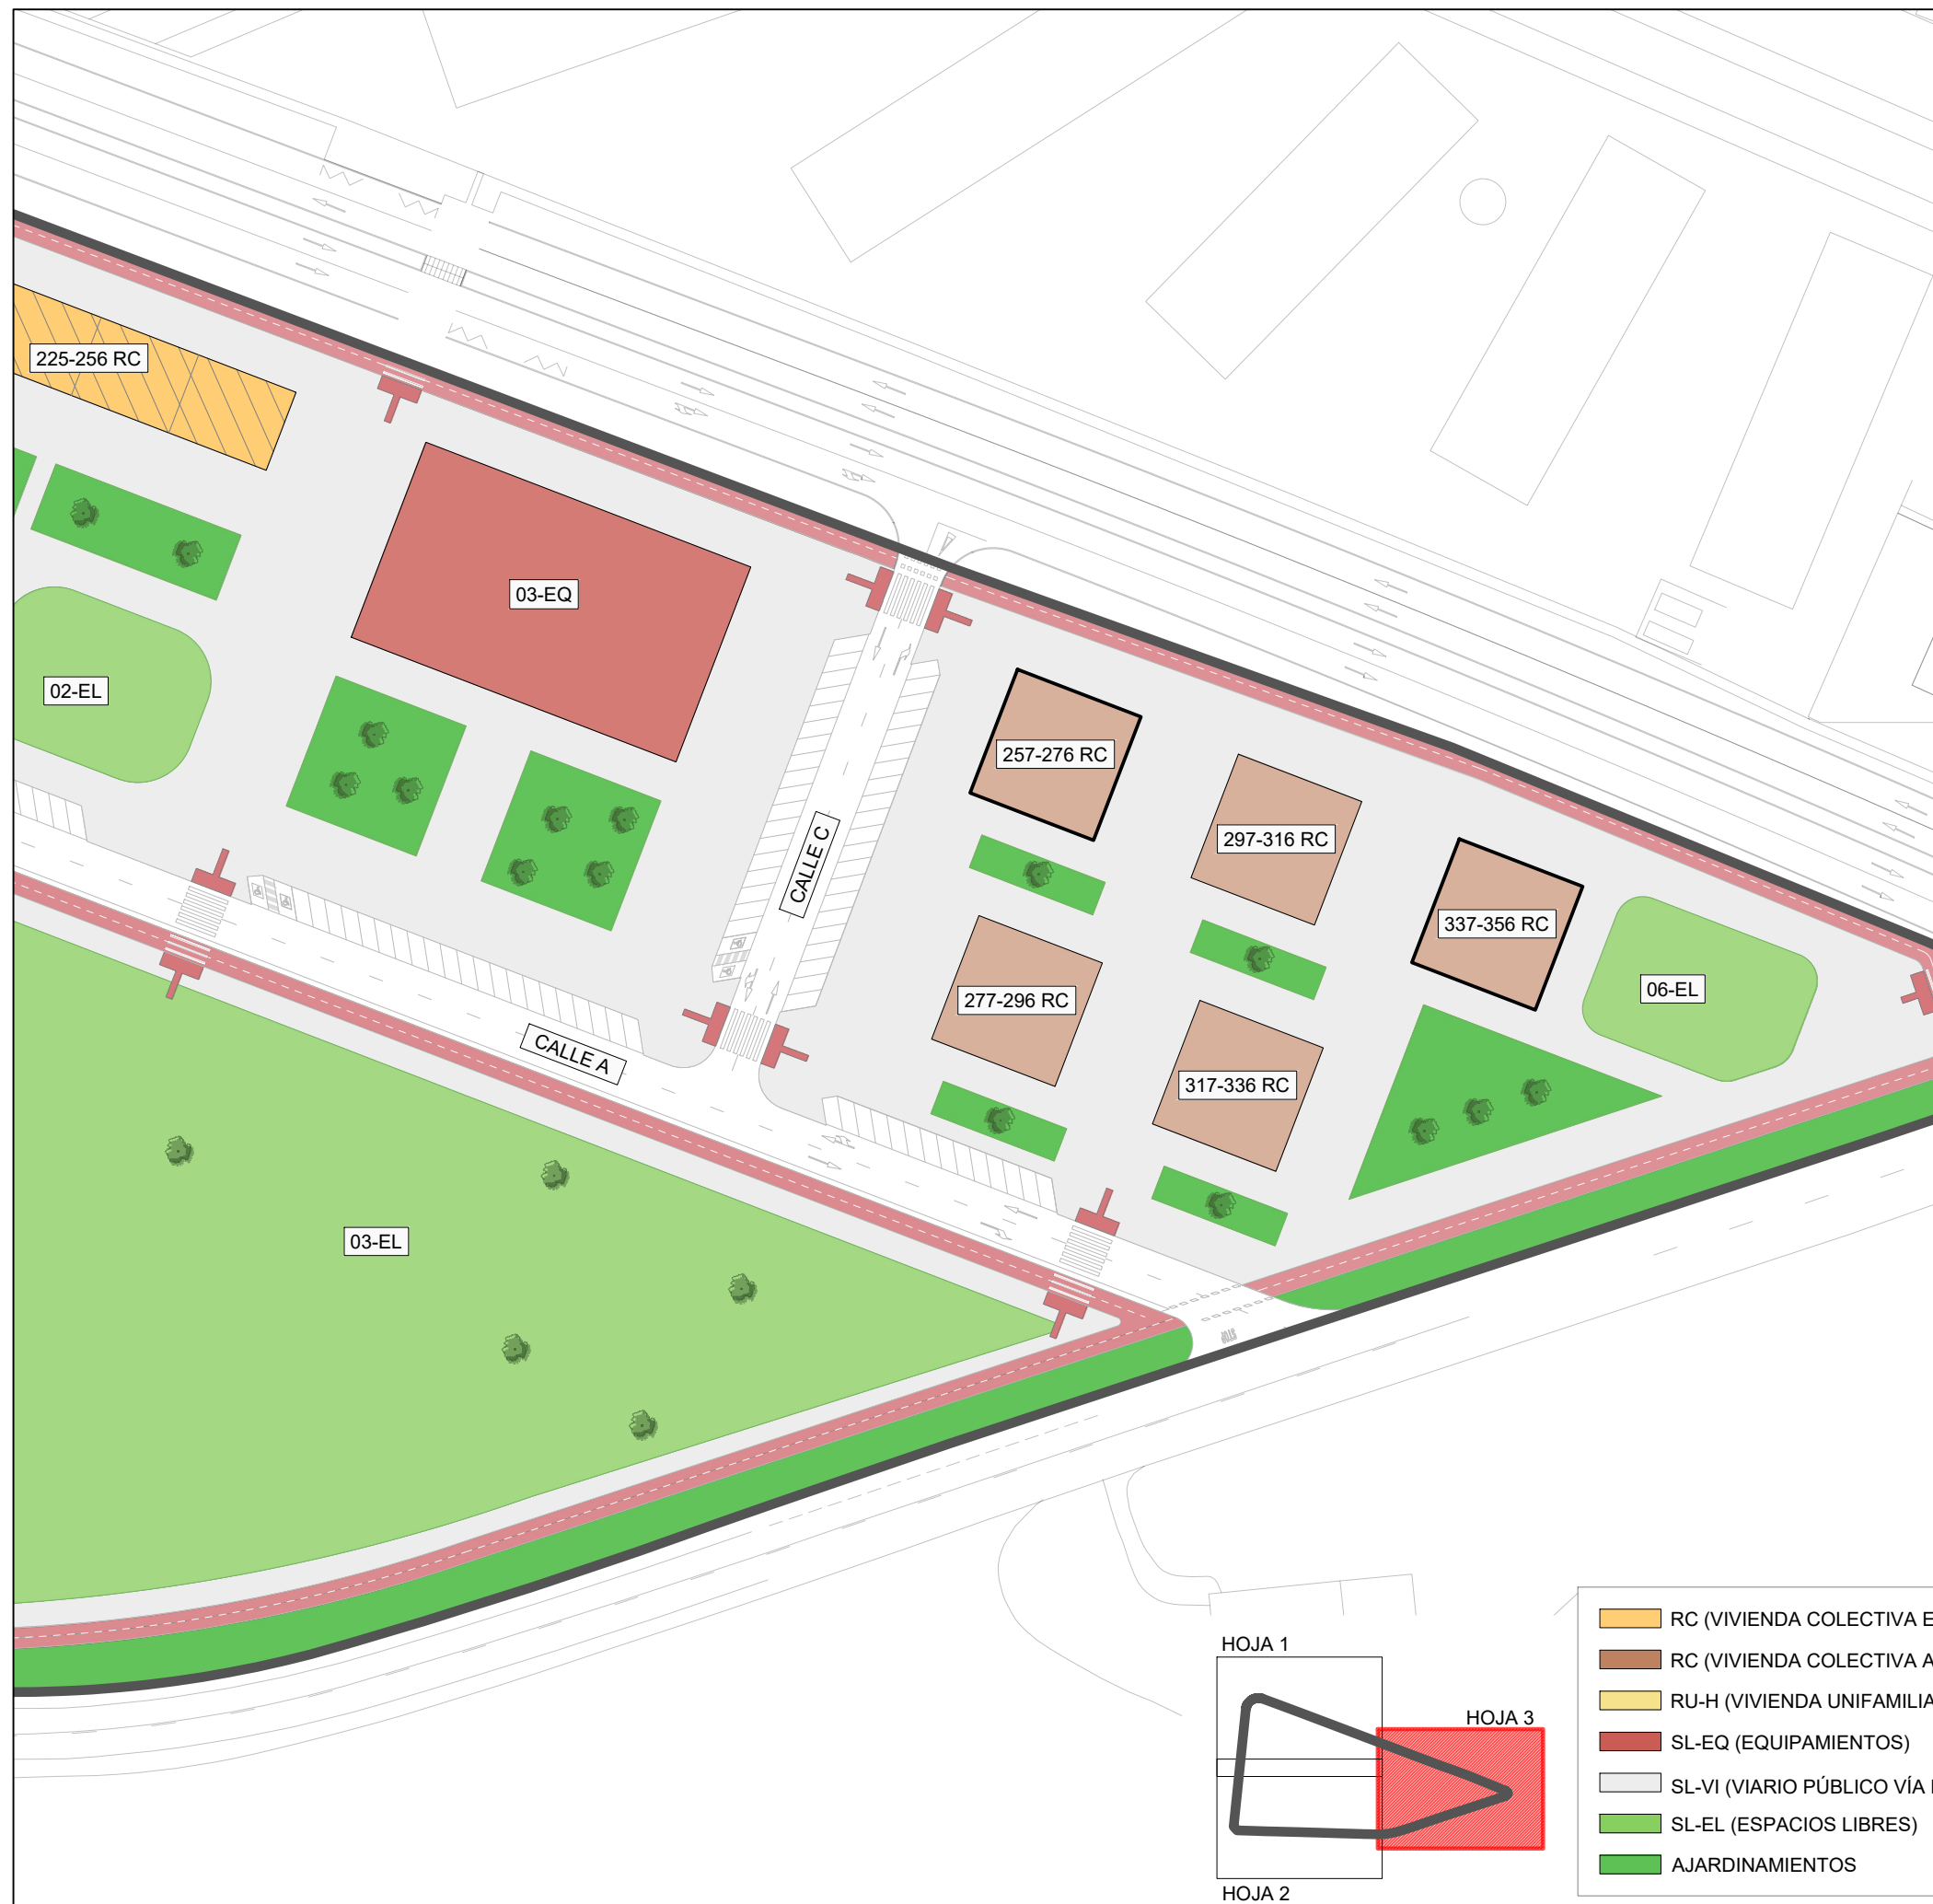 225-256 RC
03-EQ
02-EL
257-276 RC
297-316 RC
337-356 RC
CALLE C
277-296 RC
06-EL
CALLE A
317-336 RC
03-EL
STOP
HOJA 1
HOJA 3
HOJA 2
RC (VIVIENDA COLECTIVA E
RC (VIVIENDA COLECTIVA A
RU-H (VIVIENDA UNIFAMILIA
SL-EQ (EQUIPAMIENTOS)
SL-VI (VIARIO PÚBLICO VÍA
SL-EL (ESPACIOS LIBRES)
AJARDINAMIENTOS